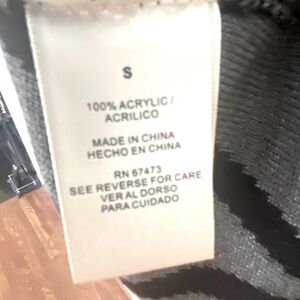 S
100% ACRYLIC /
ACRILICO
MADE IN CHINA
HECHO EN CHINA
RN 67473
SEE REVERSE FOR CARE
VER AL DORSO
PARA CUIDADO